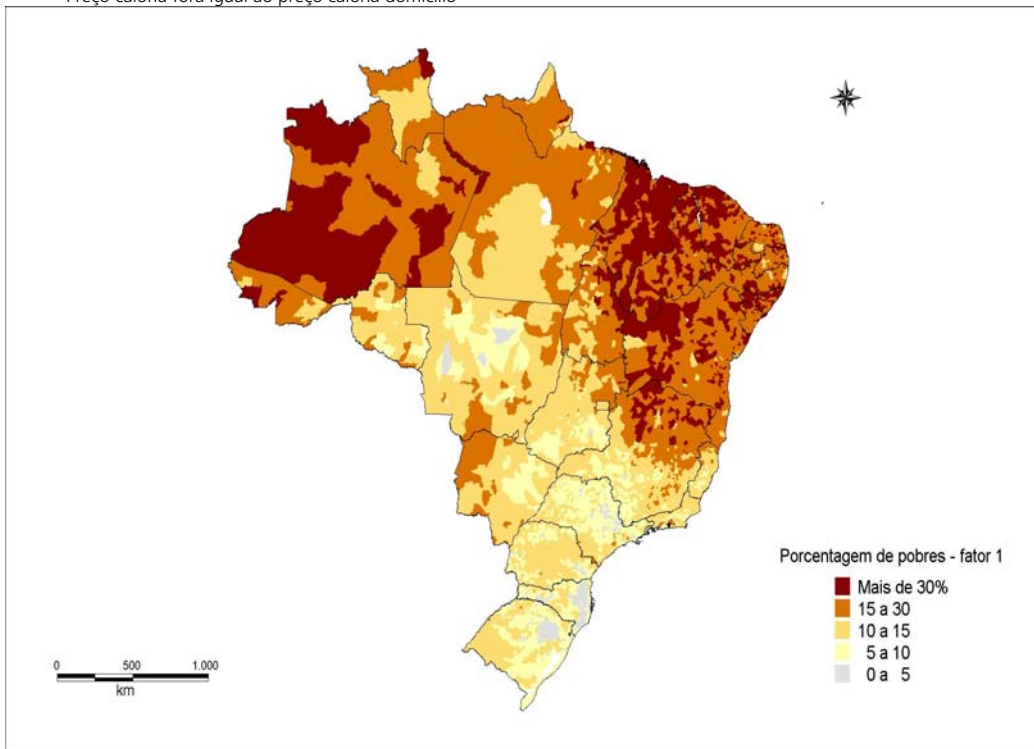 Preço caloria fora igual ao preço caloria domicílio
Porcentagem de pobres - fator 1
Mais de 30%
15 a 30
10 a 15
5 a 10
0 a 5
0 500 1.000
km